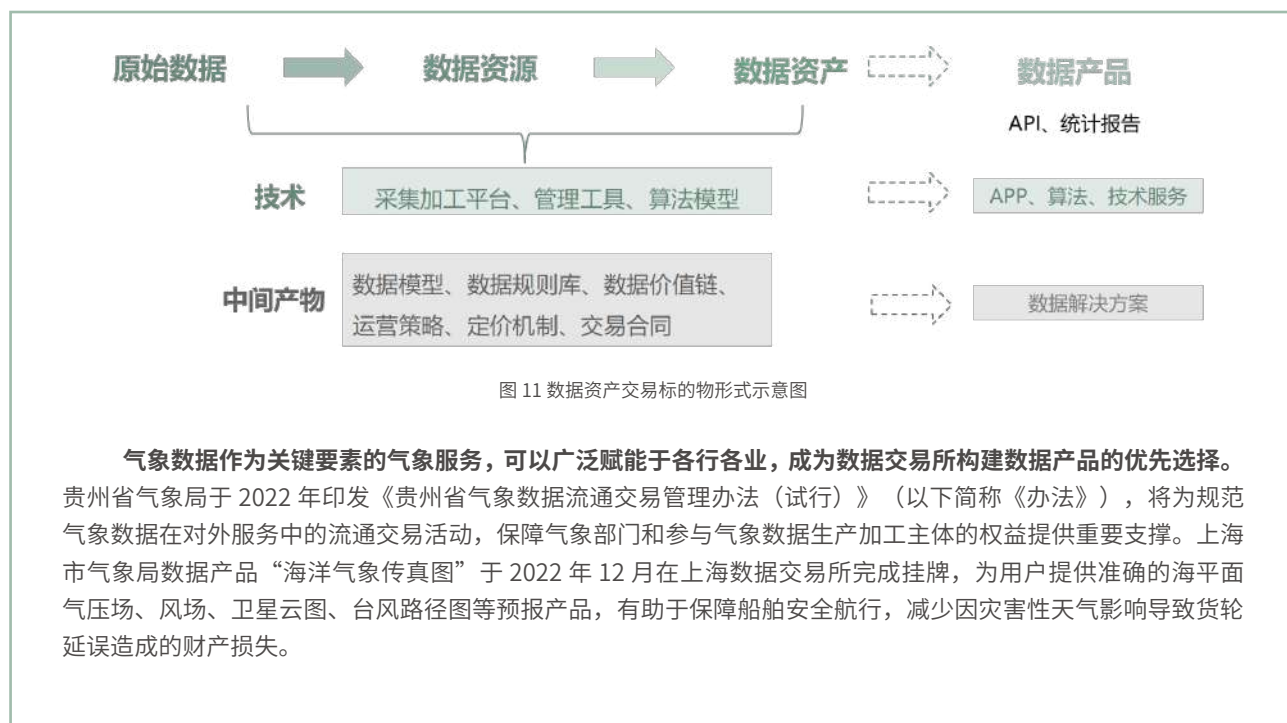 原始数据 数据资源 数据资产 数据产品
API、统计报告
技术 采集加工平台、管理工具、算法模型 APP、算法、技术服务
中间产物 数据模型、数据规则库、数据价值链、
运营策略、定价机制、交易合同 数据解决方案
图 11 数据资产交易标的物形式示意图
气象数据作为关键要素的气象服务，可以广泛赋能于各行各业，成为数据交易所构建数据产品的优先选择。
贵州省气象局于 2022 年印发《贵州省气象数据流通交易管理办法（试行）》（以下简称《办法》），将为规范
气象数据在对外服务中的流通交易活动，保障气象部门和参与气象数据生产加工主体的权益提供重要支撑。上海
市气象局数据产品“海洋气象传真图”于 2022 年 12 月在上海数据交易所完成挂牌，为用户提供准确的海平面
气压场、风场、卫星云图、台风路径图等预报产品，有助于保障船舶安全航行，减少因灾害性天气影响导致货轮
延误造成的财产损失。